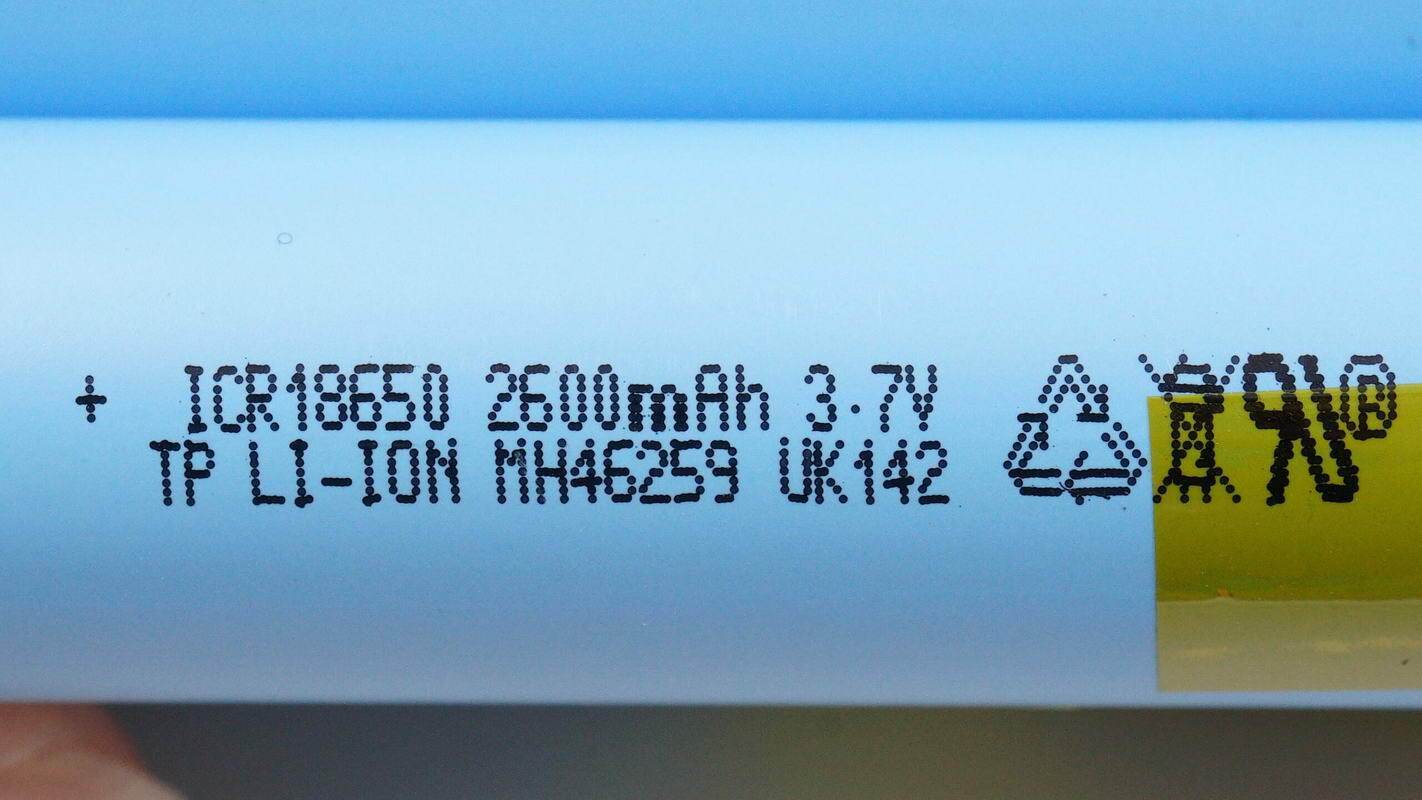 + ICR18650 2600mAh 3.7V
TP LI-ION MH46259 UK142